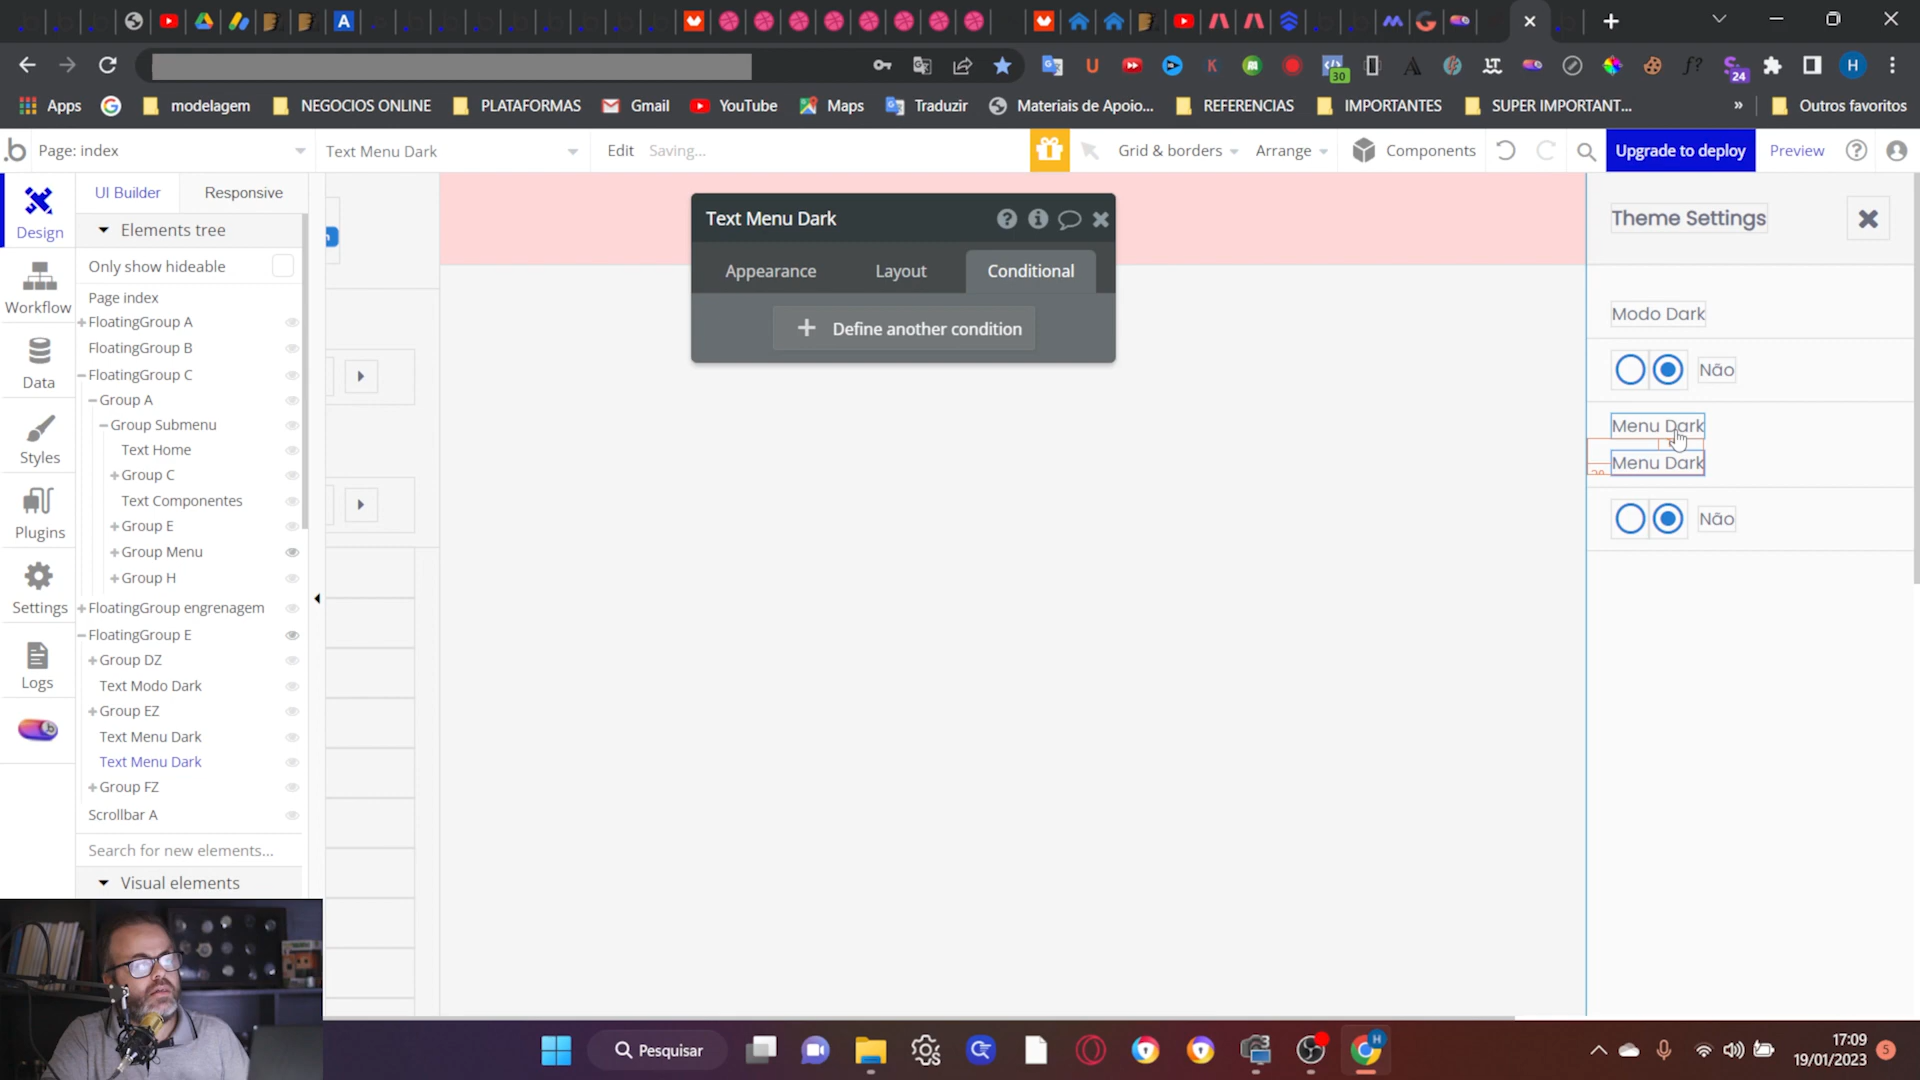 30
24
Apps
modelagem
NEGOCIOS ONLINE
PLATAFORMAS
Gmail
YouTube
Maps
Traduzir
Materiais de Apoio...
REFERENCIAS
IMPORTANTES
SUPER IMPORTANT...
»
Outros favoritos
Page: index
Text Menu Dark
Edit
Saving...
Grid & borders
Arrange
Components
Upgrade to deploy
Preview
Design
Workflow
Data
Styles
Plugins
Settings
Logs
UI Builder
Responsive
Elements tree
Only show hideable
Page index
FloatingGroup A
FloatingGroup B
FloatingGroup C
Group A
Group Submenu
Text Home
Group C
Text Componentes
Group E
Group Menu
Group H
FloatingGroup engrenagem
FloatingGroup E
Group DZ
Text Modo Dark
Group EZ
Text Menu Dark
Text Menu Dark
Group FZ
Scrollbar A
Search for new elements...
Visual elements
Text Menu Dark
Appearance
Layout
Conditional
+ Define another condition
Theme Settings
Modo Dark
Não
Menu Dark
Menu Dark
Não
Pesquisar
17:09
19/01/2023
5